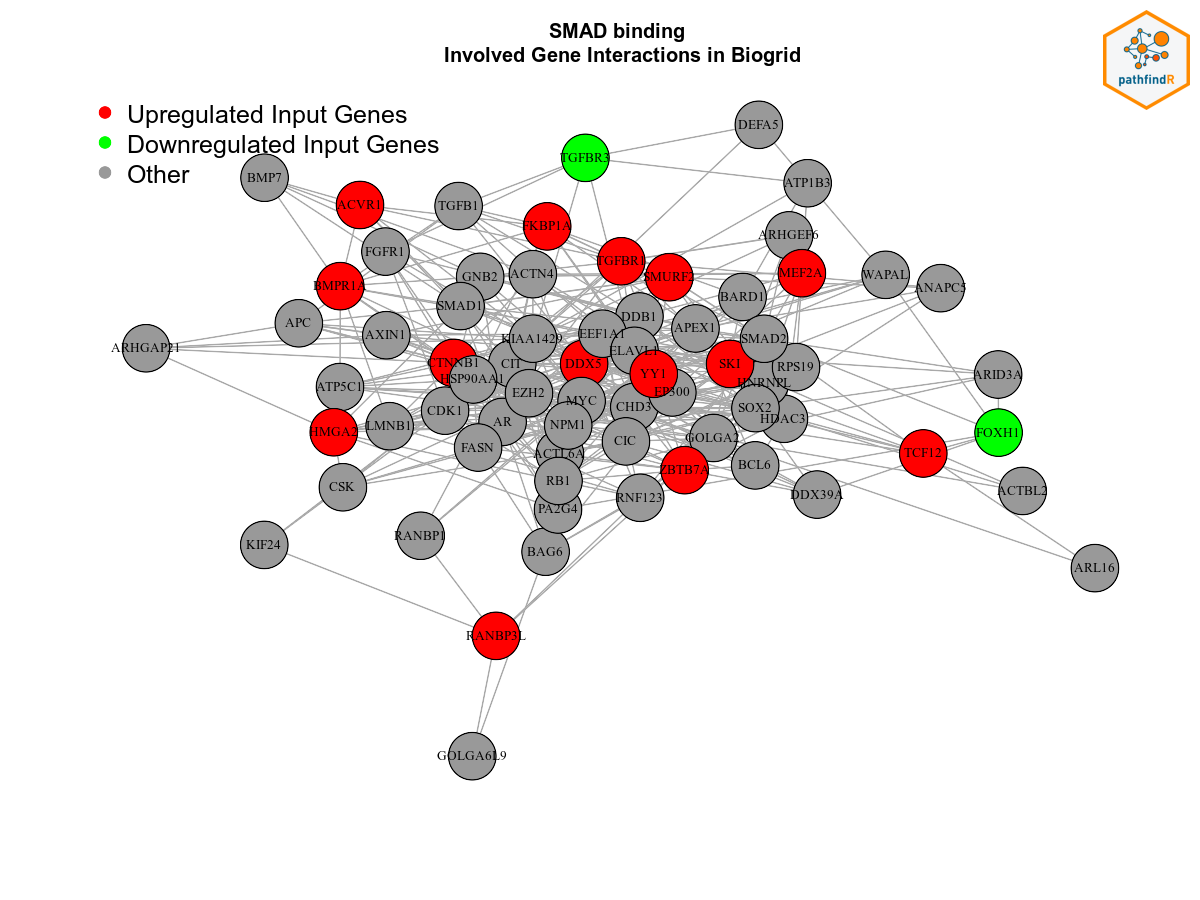 SMAD binding
Involved Gene Interactions in Biogrid
pathfindR
Upregulated Input Genes
Downregulated Input Genes
Other
DEFA5
TGFBR3
BMP7
ATP1B3
ACVR1
TGFB1
FKBP1A
ARHGEF6
FGFR1
TGFBR1
GNB2
ACTN4
SMURF2
MEF2A
WAPAL
BMPR1A
ANAPC5
BARD1
SMAD1
DDB1
APC
AXIN1
KIAA1429
EEF1A1
APEX1
SMAD2
ARHGAP21
ELAVL1
CTNNB1
CIT
DDX5
SKI
RPS19
ARID3A
HSP90AA1
YY1
ATP5C1
EZH2
EP300
HNRNPL
MYC
CDK1
CHD3
SOX2
AR
HDAC3
HMGA2
LMNB1
NPM1
FOXH1
GOLGA2
FASN
CIC
ACTL6A
TCF12
ZBTB7A
BCL6
CSK
RB1
RNF123
DDX39A
ACTBL2
PA2G4
KIF24
RANBP1
BAG6
ARL16
RANBP3L
GOLGA6L9